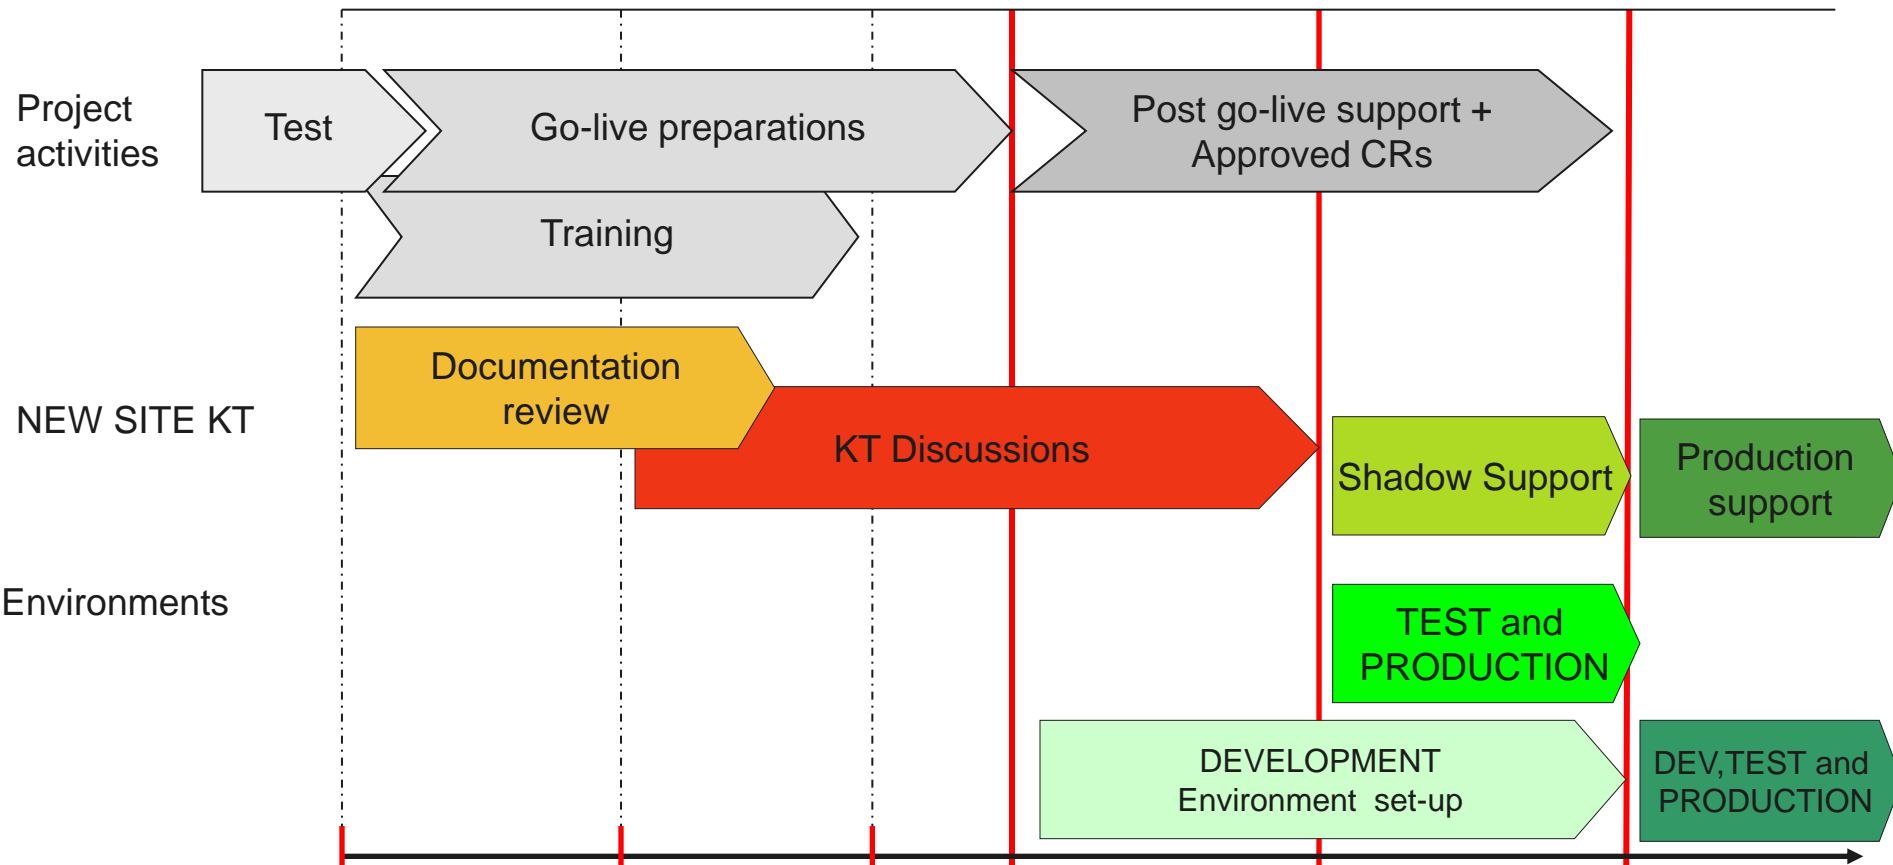 Project
activities
Test
Go-live preparations
Post go-live support +
Approved CRs
Training
NEW SITE KT
Documentation
review
KT Discussions
Shadow Support
Production
support
Environments
TEST and
PRODUCTION
DEVELOPMENT
Environment set-up
DEV,TEST and
PRODUCTION